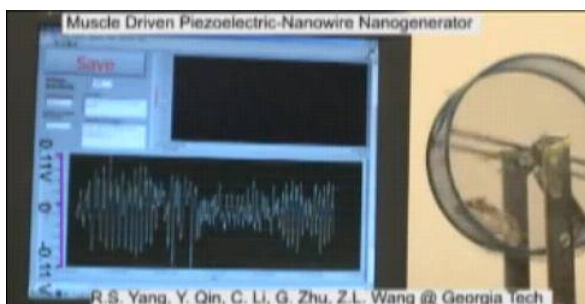 Muscle Driven Piezoelectric-Nanowire Nanogenerator
Save
0.11V
0
-0.11V
R.S. Yang, Y. Qin, C. Li, G. Zhu, Z.L. Wang @ Georgia Tech